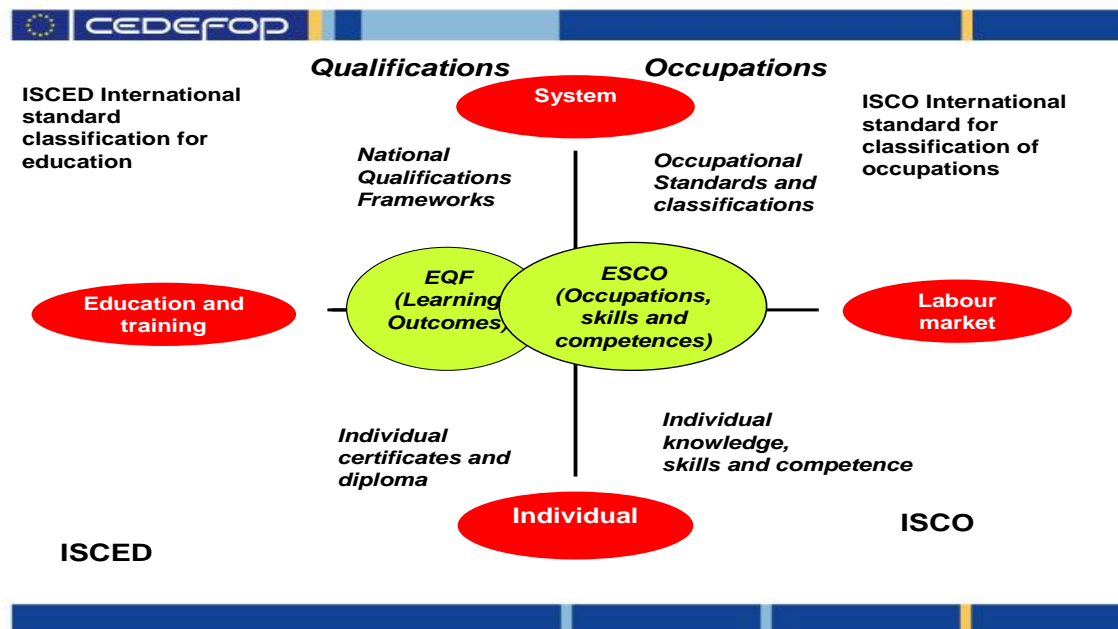 CEDEFOP
Qualifications
Occupations
ISCED International
standard
classification for
education
System
ISCO International
standard for
classification of
occupations
National
Qualifications
Frameworks
Occupational
Standards and
classifications
Education and
training
EQF
(Learning
Outcomes)
ESCO
(Occupations,
skills and
competences)
Labour
market
Individual
certificates and
diploma
Individual
knowledge,
skills and competence
Individual
ISCED
ISCO